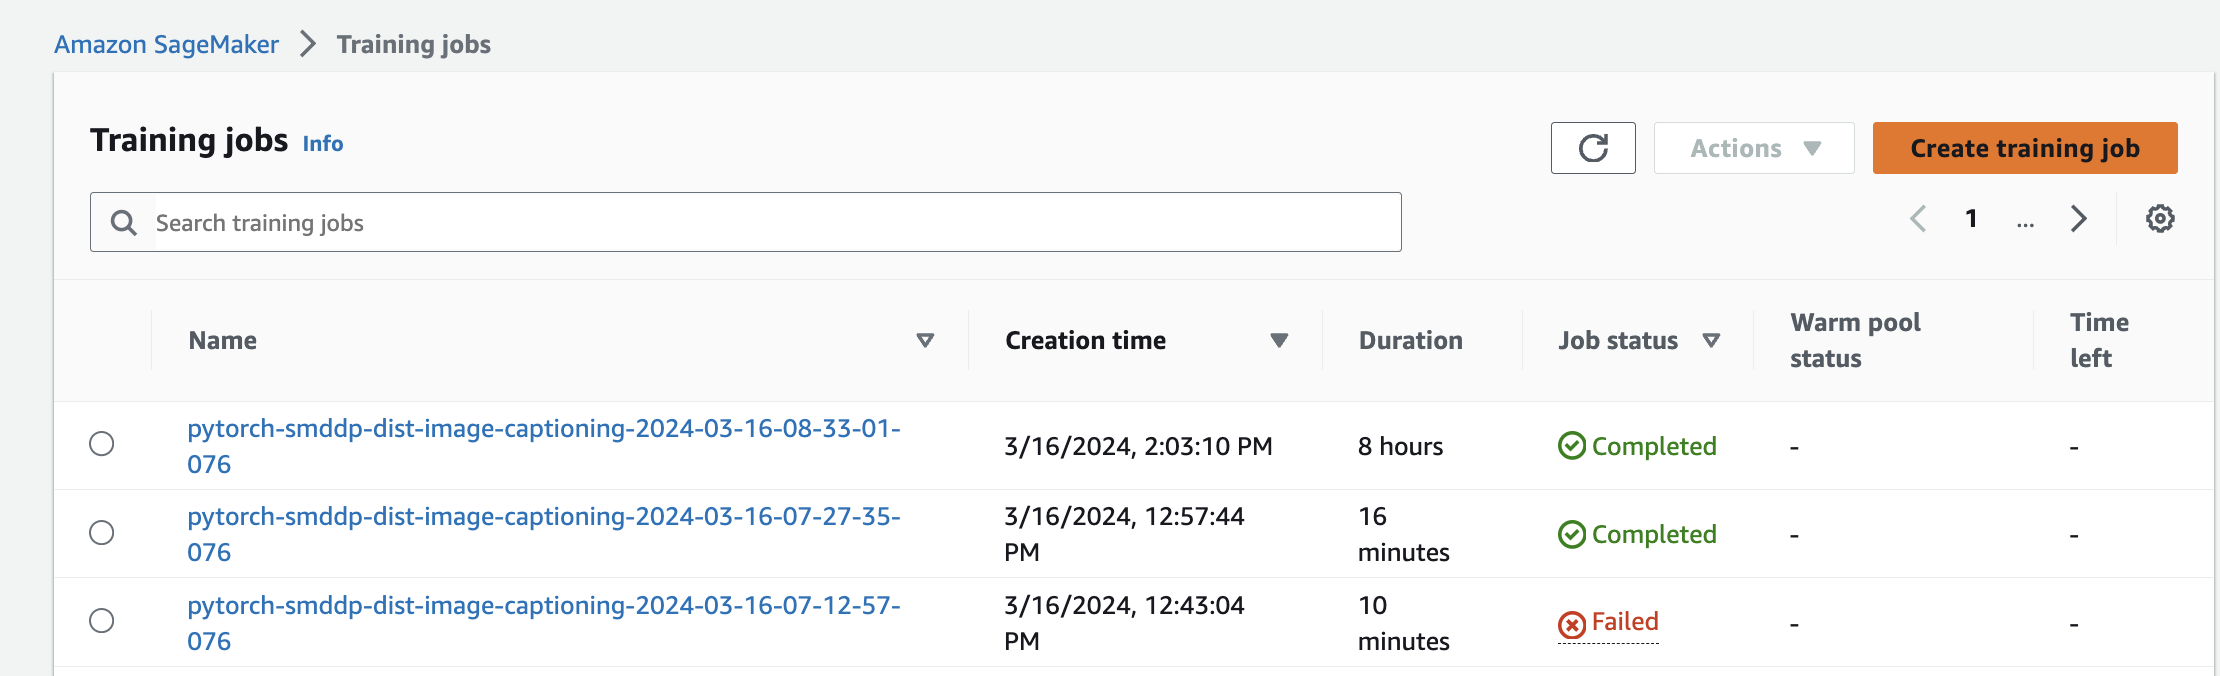 Amazon SageMaker > Training jobs
Training jobs Info
Actions
Create training job
Search training jobs
1 ...
Name Creation time Duration Job status Warm pool status Time left
pytorch-smddp-dist-image-captioning-2024-03-16-08-33-01-
076
3/16/2024, 2:03:10 PM
8 hours
Completed
-
-
pytorch-smddp-dist-image-captioning-2024-03-16-07-27-35-
076
3/16/2024, 12:57:44
PM
16
minutes
Completed
-
-
pytorch-smddp-dist-image-captioning-2024-03-16-07-12-57-
076
3/16/2024, 12:43:04
PM
10
minutes
Failed
-
-